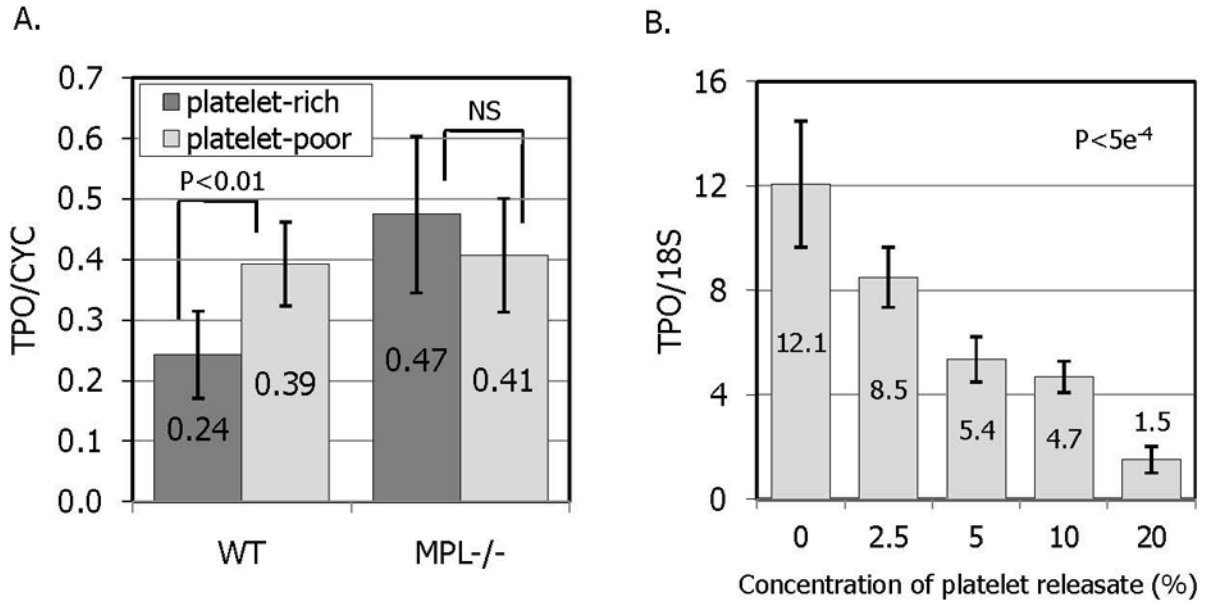 A.
TPO/CYC
0.7
0.6
0.5
0.4
0.3
0.2
0.1
0.0
platelet-rich
platelet-poor
P<0.01
NS
0.24
0.39
0.47
0.41
WT
MPL-/-
B.
TPO/18S
16
12
8
4
0
P<5e-4
12.1
8.5
5.4
4.7
1.5
0
2.5
5
10
20
Concentration of platelet releasate (%)